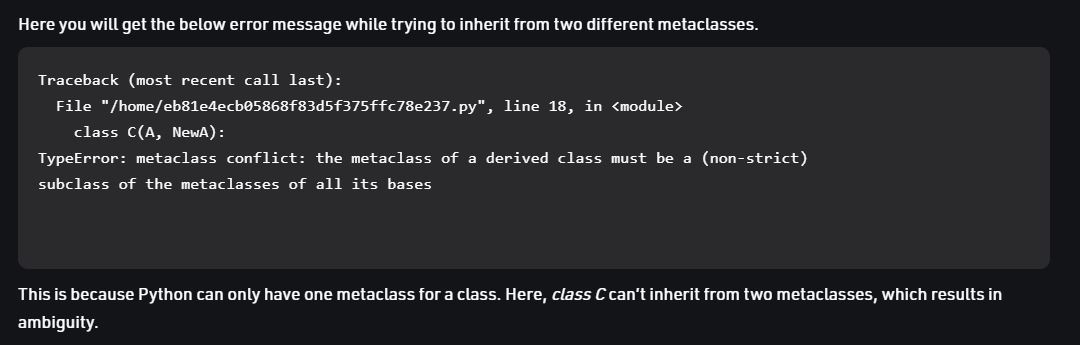 Here you will get the below error message while trying to inherit from two different metaclasses.
Traceback (most recent call last):
  File "/home/eb81e4ecb05868f83d5f375ffc78e237.py", line 18, in <module>
    class C(A, NewA):
TypeError: metaclass conflict: the metaclass of a derived class must be a (non-strict)
subclass of the metaclasses of all its bases
This is because Python can only have one metaclass for a class. Here, class C can't inherit from two metaclasses, which results in
ambiguity.